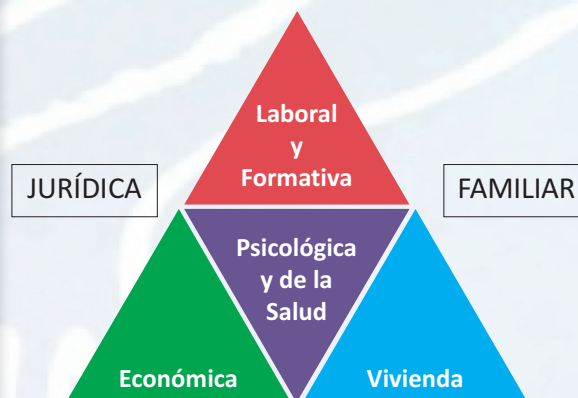 Laboral
y
Formativa
JURÍDICA
FAMILIAR
Psicológica
y de la
Salud
Económica
Vivienda